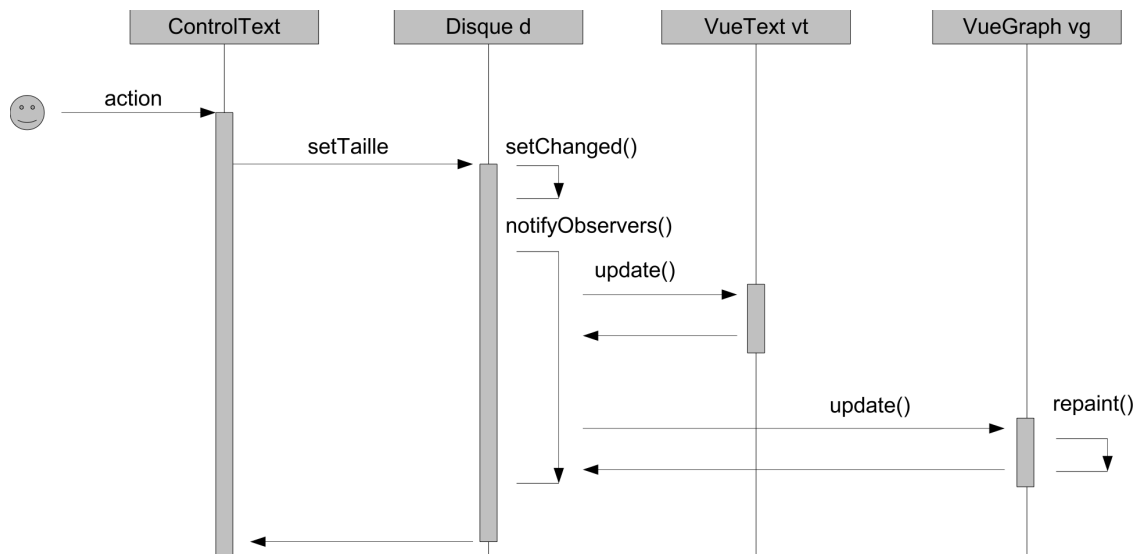 ControlText
Disque d
VueText vt
VueGraph vg
action
setTaille
setChanged()
notifyObservers()
update()
update()
repaint()